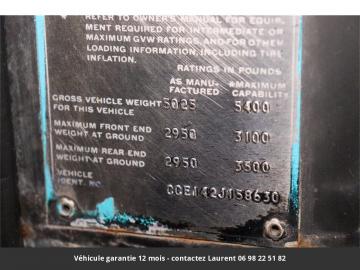 REFER TO OWNER'S MANUAL FOR EQUIP-
MENT REQUIRED FOR INTERMEDIATE OR
MAXIMUM GVW RATINGS, AND FOR OTHER
LOADING INFORMATION, INCLUDING TIRE
INFLATION.
RATINGS IN POUNDS
AS MANU-
FACTURED
★MAXIMUM
CAPABILITY
GROSS VEHICLE WEIGHT
FOR THIS VEHICLE
5025
5400
MAXIMUM FRONT END
WEIGHT AT GROUND
2950
3100
MAXIMUM REAR END
WEIGHT AT GROUND
2950
3500
VEHICLE
IDENT. NO.
CCE142J158630
Véhicule garantie 12 mois - contactez Laurent 06 98 22 51 82